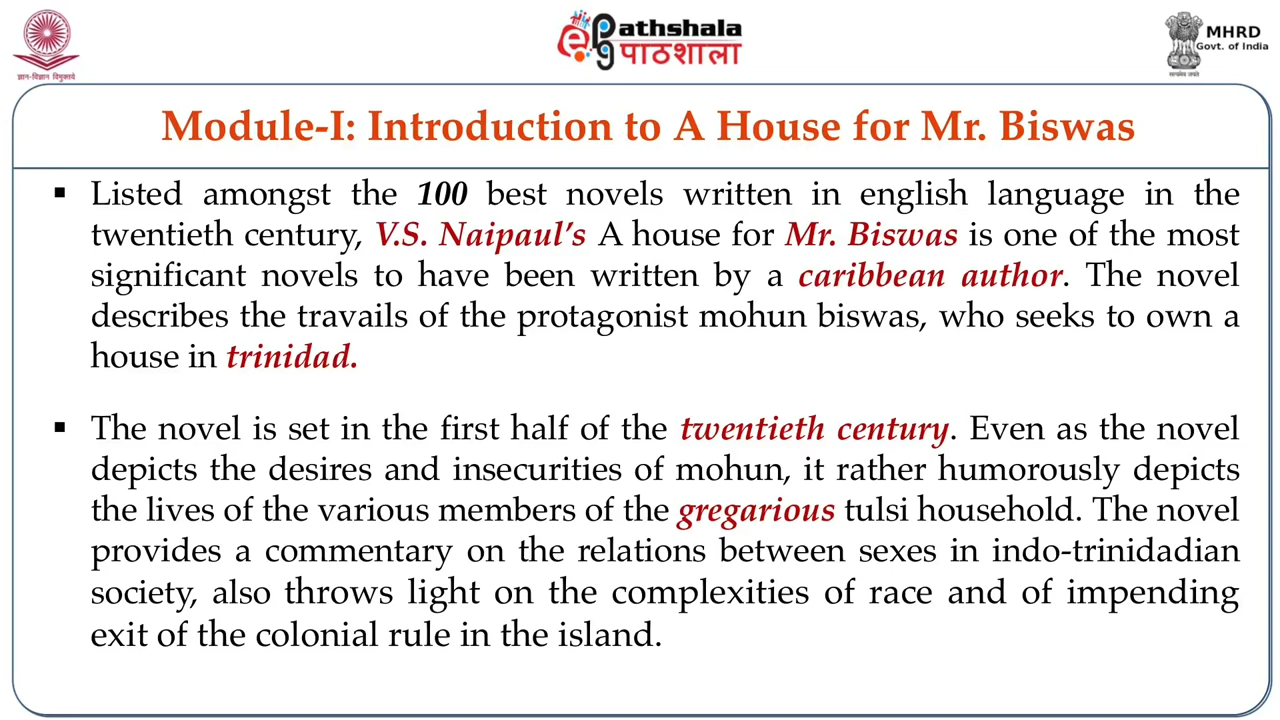 ज्ञान-विज्ञान विमुक्तये
ePg Pathshala
पाठशाला
MHRD
Govt. of India
सत्यमेव जयते
Module-I: Introduction to A House for Mr. Biswas
▪ Listed amongst the 100 best novels written in english language in the
twentieth century, V.S. Naipaul’s A house for Mr. Biswas is one of the most
significant novels to have been written by a caribbean author. The novel
describes the travails of the protagonist mohun biswas, who seeks to own a
house in trinidad.
▪ The novel is set in the first half of the twentieth century. Even as the novel
depicts the desires and insecurities of mohun, it rather humorously depicts
the lives of the various members of the gregarious tulsi household. The novel
provides a commentary on the relations between sexes in indo-trinidadian
society, also throws light on the complexities of race and of impending
exit of the colonial rule in the island.